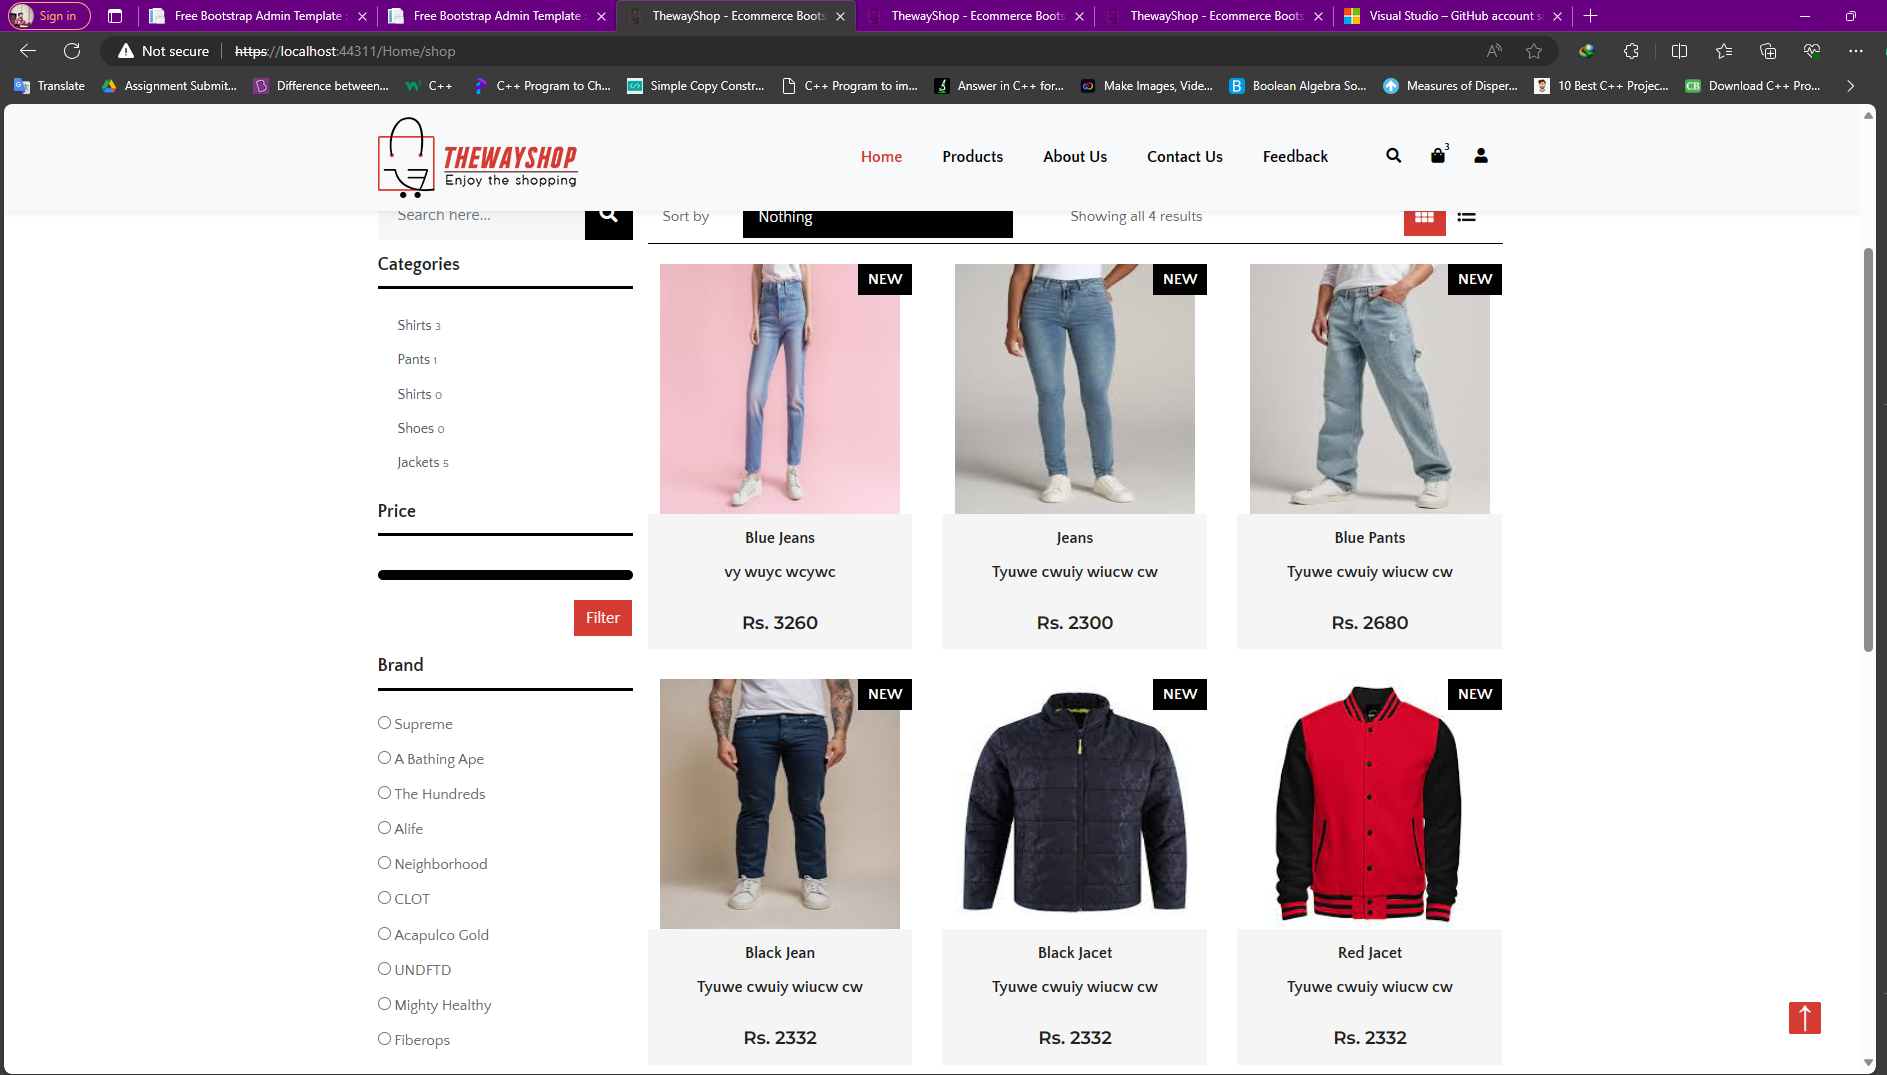 Sign in
Free Bootstrap Admin Template
Free Bootstrap Admin Template
ThewayShop - Ecommerce Boots
ThewayShop - Ecommerce Boots
ThewayShop - Ecommerce Boots
Visual Studio – GitHub account s
Not secure
https://localhost:44311/Home/shop
Translate
Assignment Submit...
Difference between...
C++
C++ Program to Ch...
Simple Copy Constr...
C++ Program to im...
Answer in C++ for...
Make Images, Vide...
Boolean Algebra So...
Measures of Disper...
10 Best C++ Projec...
Download C++ Pro...
THEWAYSHOP
Enjoy the shopping
Home
Products
About Us
Contact Us
Feedback
3
Search here...
Sort by
Nothing
Showing all 4 results
Categories
Shirts 3
Pants 1
Shirts 0
Shoes 0
Jackets 5
Price
Filter
Brand
Supreme
A Bathing Ape
The Hundreds
Alife
Neighborhood
CLOT
Acapulco Gold
UNDFTD
Mighty Healthy
Fiberops
NEW
Blue Jeans
vy wuyc wcywc
Rs. 3260
NEW
Jeans
Tyuwe cwuiy wiucw cw
Rs. 2300
NEW
Blue Pants
Tyuwe cwuiy wiucw cw
Rs. 2680
NEW
Black Jean
Tyuwe cwuiy wiucw cw
Rs. 2332
NEW
Black Jacet
Tyuwe cwuiy wiucw cw
Rs. 2332
NEW
Red Jacet
Tyuwe cwuiy wiucw cw
Rs. 2332